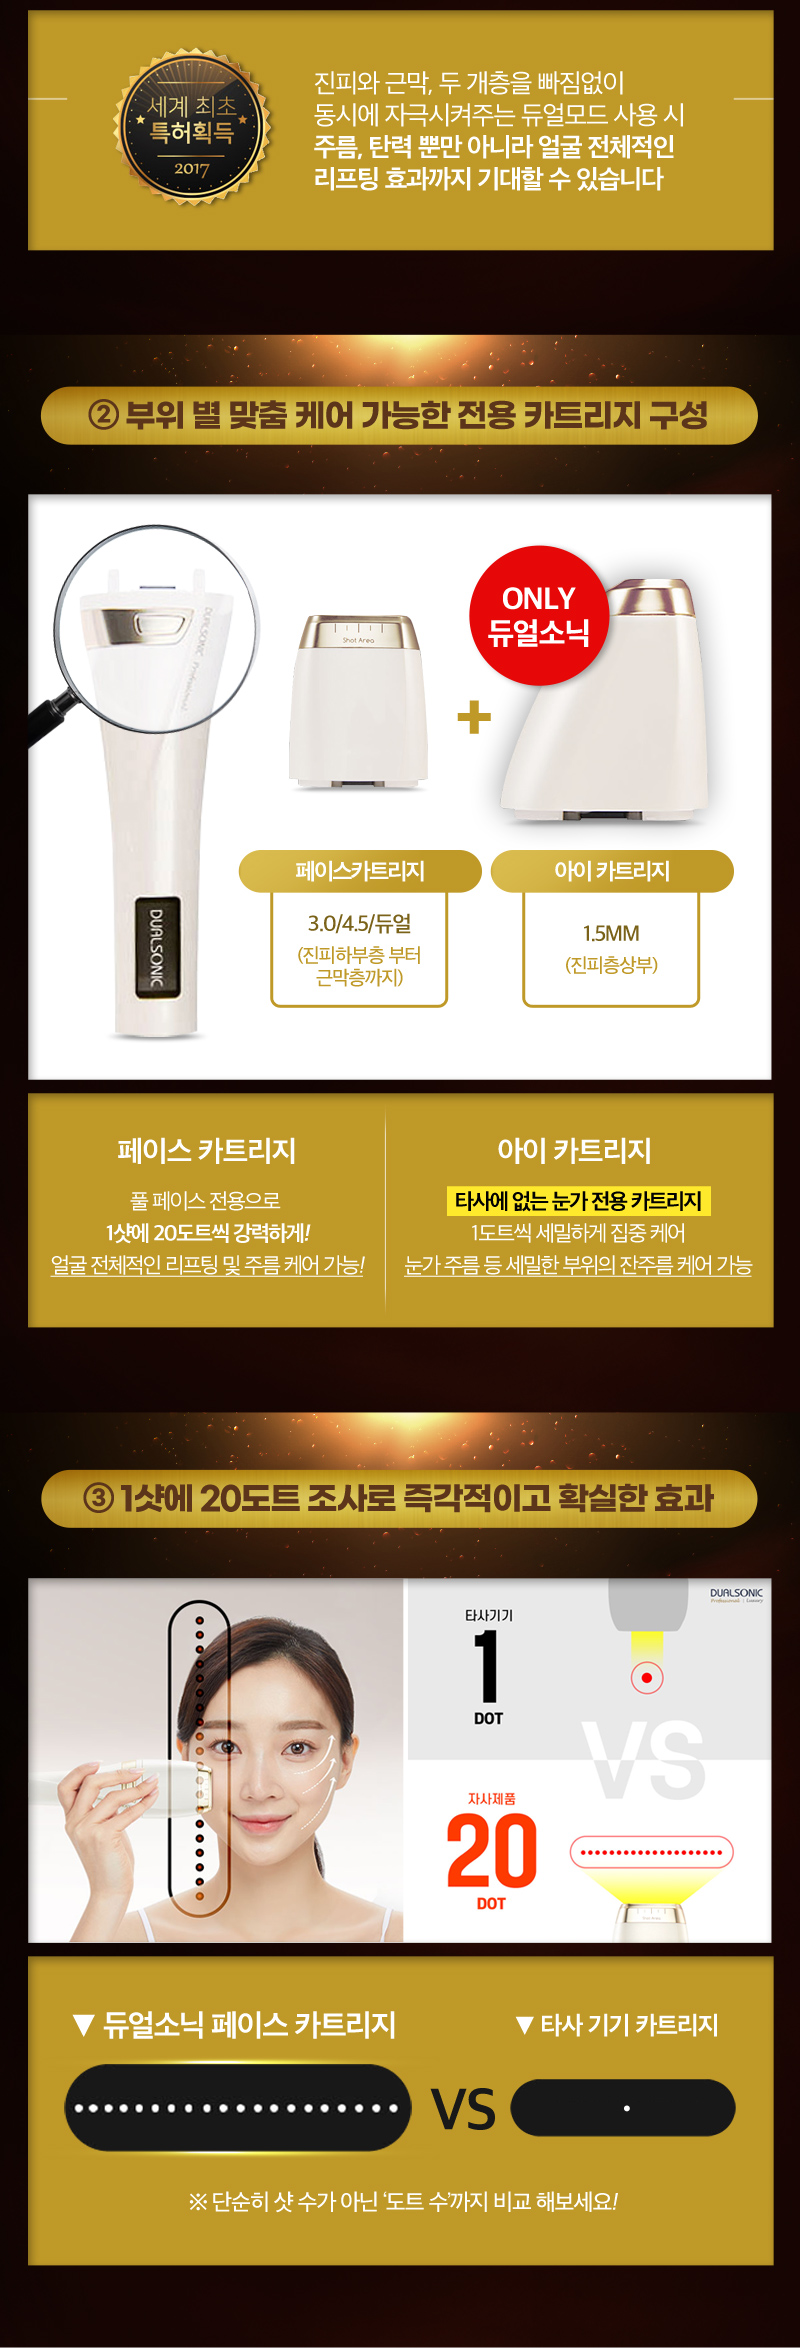 세계 최초
특허획득
2017
진피와 근막, 두 개층을 빠짐없이
동시에 자극시켜주는 듀얼모드 사용 시
주름, 탄력 뿐만 아니라 얼굴 전체적인
리프팅 효과까지 기대할 수 있습니다
② 부위 별 맞춤 케어 가능한 전용 카트리지 구성
DUALSONIC Professional
DUALSONIC
Shot Area
+
ONLY
듀얼소닉
페이스카트리지
3.0/4.5/듀얼
(진피하부층 부터
근막층까지)
아이 카트리지
1.5MM
(진피층상부)
페이스 카트리지
풀 페이스 전용으로
1샷에 20도트씩 강력하게!
얼굴 전체적인 리프팅 및 주름 케어 가능!
아이 카트리지
타사에 없는 눈가 전용 카트리지
1도트씩 세밀하게 집중 케어
눈가 주름 등 세밀한 부위의 잔주름 케어 가능
③ 1샷에 20도트 조사로 즉각적이고 확실한 효과
DUALSONIC
Professional | Luxury
타사기기
1
DOT
VS
자사제품
20
DOT
Shot Area
▼ 듀얼소닉 페이스 카트리지
▼ 타사 기기 카트리지
VS
※ 단순히 샷 수가 아닌 ‘도트 수’까지 비교 해보세요!